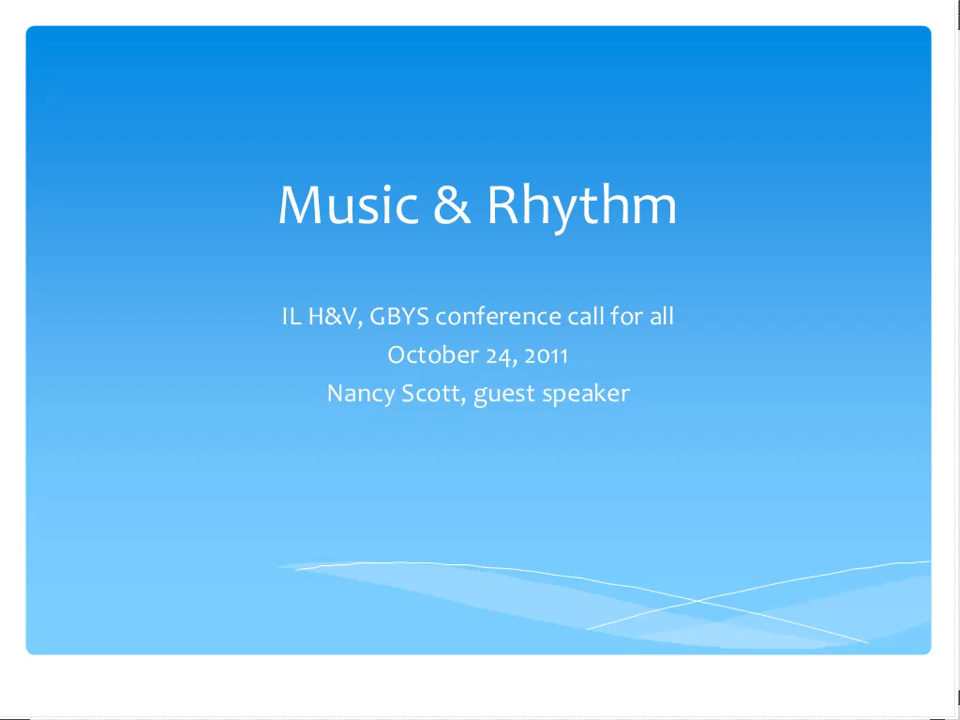 Music & Rhythm
IL H&V, GBYS conference call for all
October 24, 2011
Nancy Scott, guest speaker